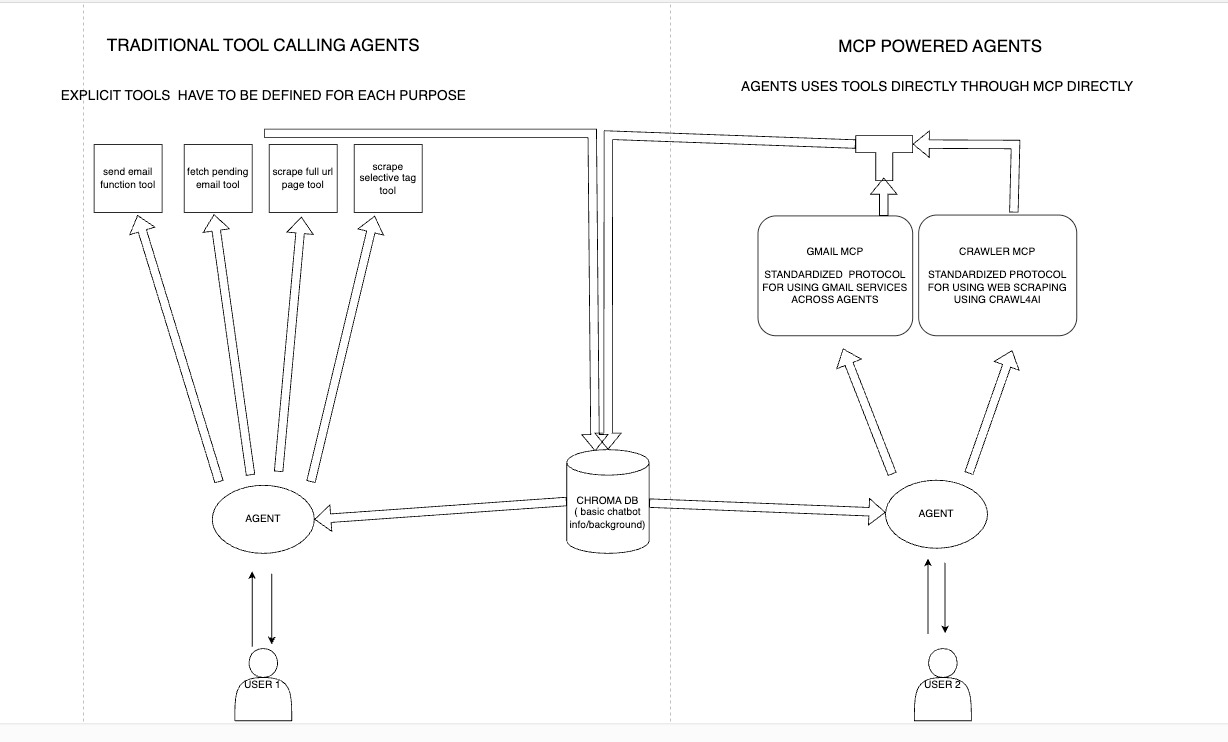 TRADITIONAL TOOL CALLING AGENTS
EXPLICIT TOOLS HAVE TO BE DEFINED FOR EACH PURPOSE
send email
function tool
fetch pending
email tool
scrape full url
page tool
scrape
selective tag
tool
AGENT
USER 1
CHROMA DB
( basic chatbot
info/background)
MCP POWERED AGENTS
AGENTS USES TOOLS DIRECTLY THROUGH MCP DIRECTLY
GMAIL MCP
STANDARDIZED PROTOCOL
FOR USING GMAIL SERVICES
ACROSS AGENTS
CRAWLER MCP
STANDARDIZED PROTOCOL
FOR USING WEB SCRAPING
USING CRAWL4AI
AGENT
USER 2